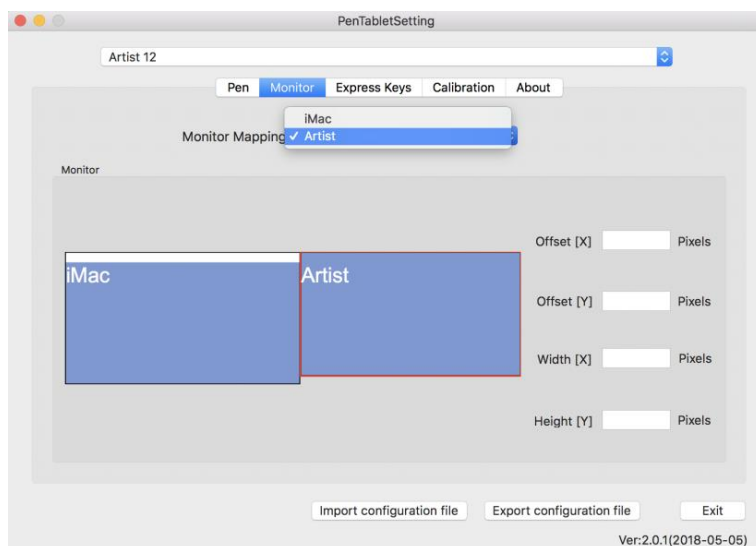 PenTabletSetting
Artist 12
Pen Monitor Express Keys Calibration About
iMac
Monitor Mapping ✓ Artist
Monitor
Offset [X] Pixels
iMac Artist
Offset [Y] Pixels
Width [X] Pixels
Height [Y] Pixels
Import configuration file Export configuration file Exit
Ver:2.0.1(2018-05-05)